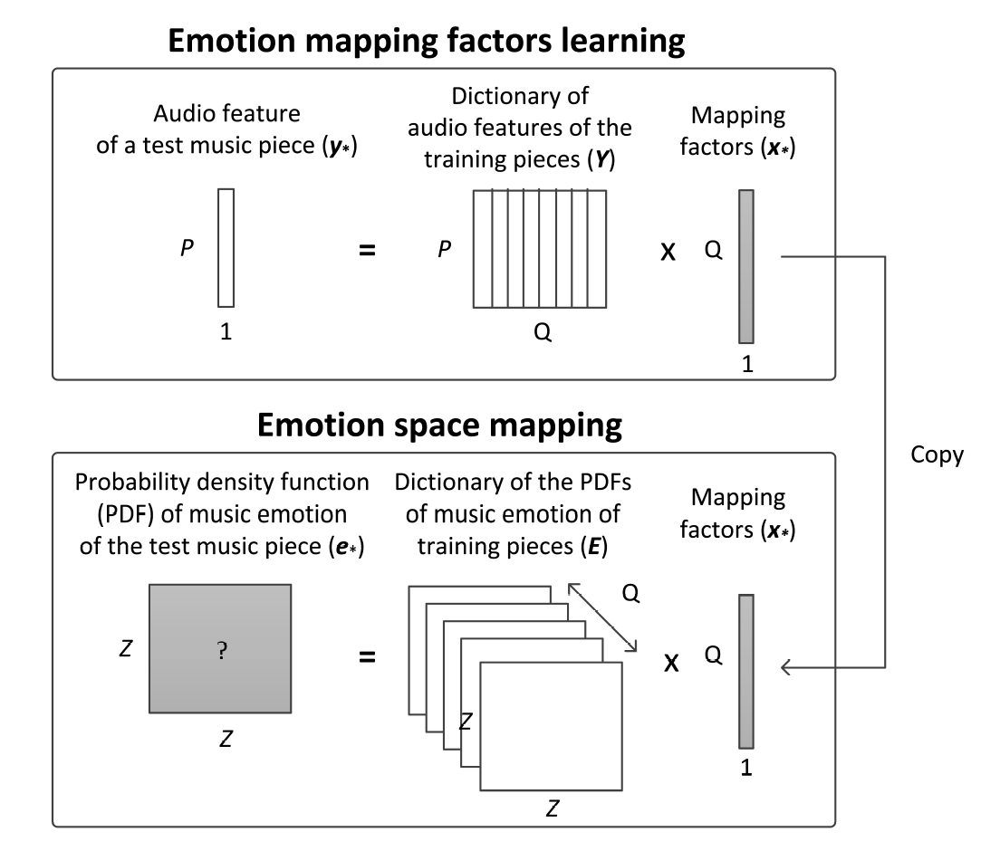 Emotion mapping factors learning
Audio feature
of a test music piece (y*)
Dictionary of
audio features of the
training pieces (Y)
Mapping
factors (x*)
P
1
=
P
Q
x
Q
1
Copy
Emotion space mapping
Probability density function
(PDF) of music emotion
of the test music piece (e*)
Dictionary of the PDFs
of music emotion of
training pieces (E)
Mapping
factors (x*)
Z
?
Z
=
Q
Z
Z
x
Q
1